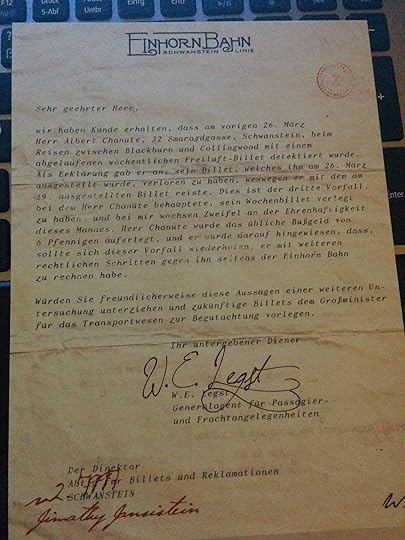 EINHORN BAHN
SCHWANSTEIN LINIE
Sehr geehrter Herr,
wir haben Kunde erhalten, dass am vorigen 26. März
Herr Albert Chanute, 32 Smaragdgasse, Schwanstein, beim
Reisen zwischen Blackburn und Collingwood mit einem
abgelaufenen wöchentlichen Freiluft-Billet detektiert wurde.
Als Erklärung gab er an, sein Billet, welches ihm am 26. März
ausgestellt wurde, verloren zu haben, weswegen er mit dem am
19. ausgestellten Billet reiste. Dies ist der dritte Vorfall,
bei dem Herr Chanute behauptete, sein Wochenbillet verlegt
zu haben, und bei mir wochsen Zweifel an der Ehrenhafsigkeit
dieses Mannes. Herr Chanute wurde das übliche Bußgeld von
6 Pfennigen auferlegt, und er wurde darauf hingewiesen, dass,
sollte sich dieser Vorfall wiederholen, er mit weiteren
rechtlichen Schritten gegen ihn seitens der Einhorn Bahn
zu rechnen habe.
Würden Sie freundlicherweise diese Aussagen einer weiteren Un-
tersuchung unterziehen und zukünftige Billets dem Großminister
für das Transportwesen zur Begutachtung vorlegen.
Ihr untergebener Diener
W. E. Legst
W.E. Legst
Generalagent für Passagier-
und Frachtangelegenheiten
Der Direktor
für Billets und Reklamationen
SCHWANSTEIN